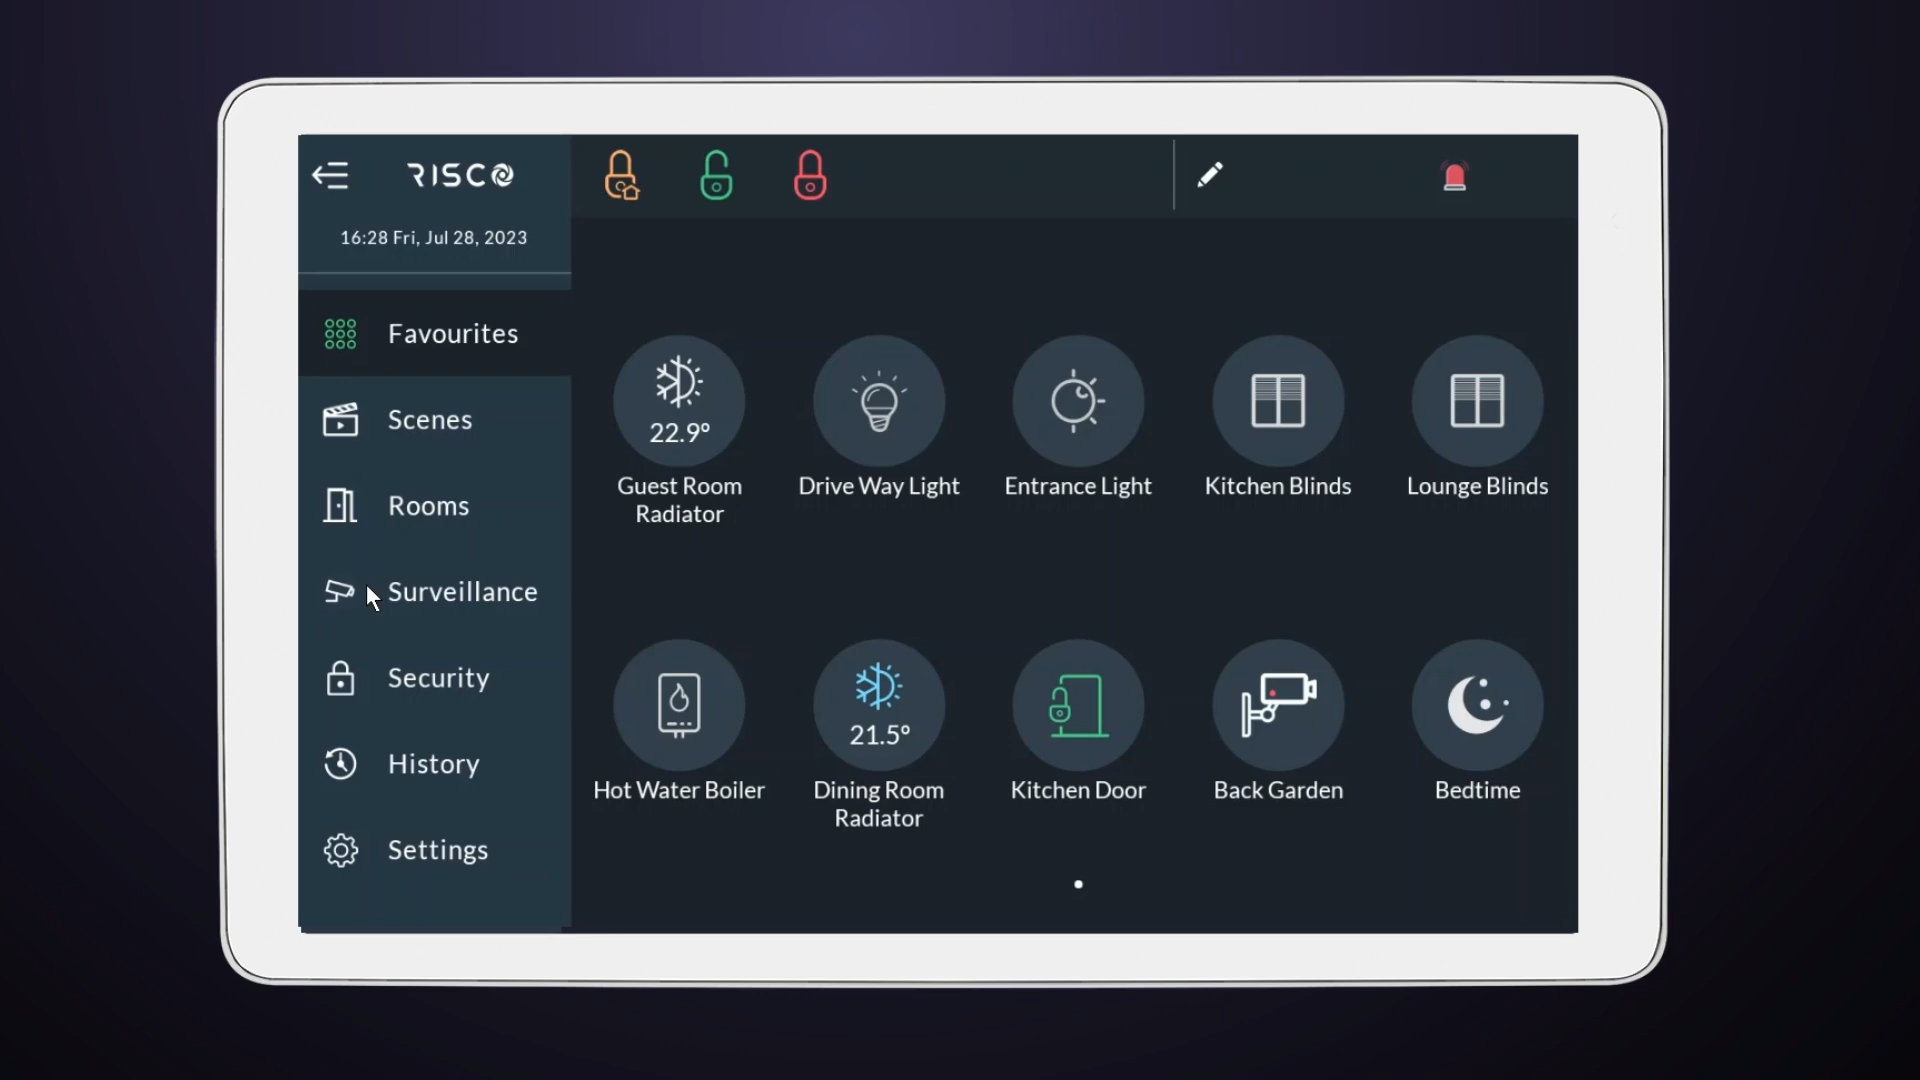 RISCO
16:28 Fri, Jul 28, 2023
Favourites
Scenes
Rooms
Surveillance
Security
History
Settings
22.9°
Guest Room
Radiator
Drive Way Light
Entrance Light
Kitchen Blinds
Lounge Blinds
Hot Water Boiler
21.5°
Dining Room
Radiator
Kitchen Door
Back Garden
Bedtime